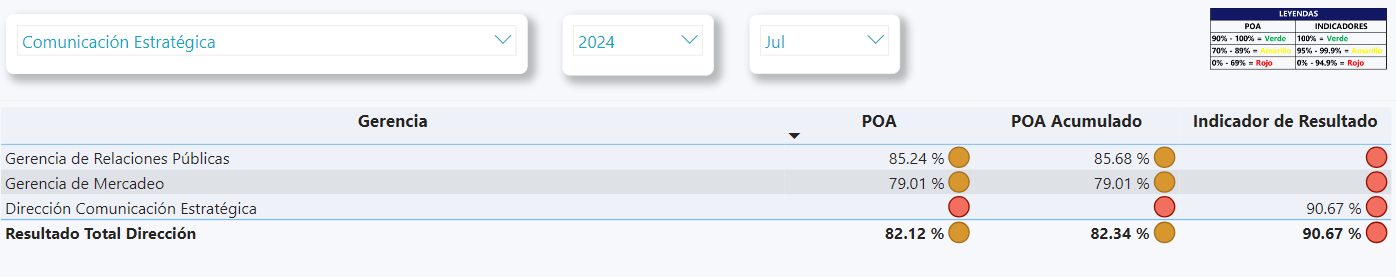 Comunicación Estratégica
2024
Jul
LEYENDAS
POA INDICADORES
90% - 100% = Verde 100% = Verde
70% - 89% = Amarillo 95% - 99.9% = Amarillo
0% - 69% = Rojo 0% - 94.9% = Rojo
Gerencia POA POA Acumulado Indicador de Resultado
Gerencia de Relaciones Públicas 85.24 % 85.68 %
Gerencia de Mercadeo 79.01 % 79.01 %
Dirección Comunicación Estratégica 90.67 %
Resultado Total Dirección 82.12 % 82.34 % 90.67 %